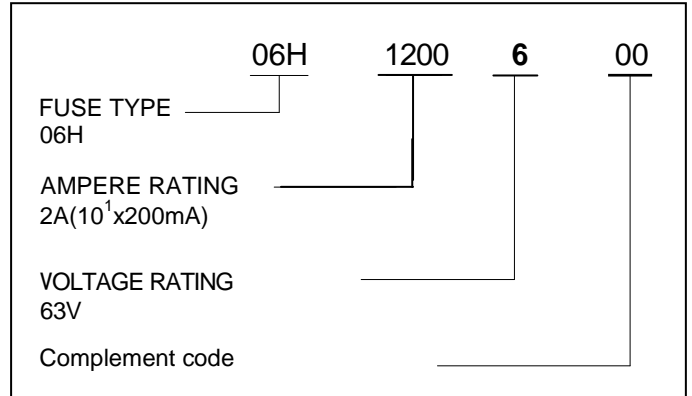 06H 1200 6 00
FUSE TYPE
06H
AMPERE RATING
2A(10¹x200mA)
VOLTAGE RATING
63V
Complement code